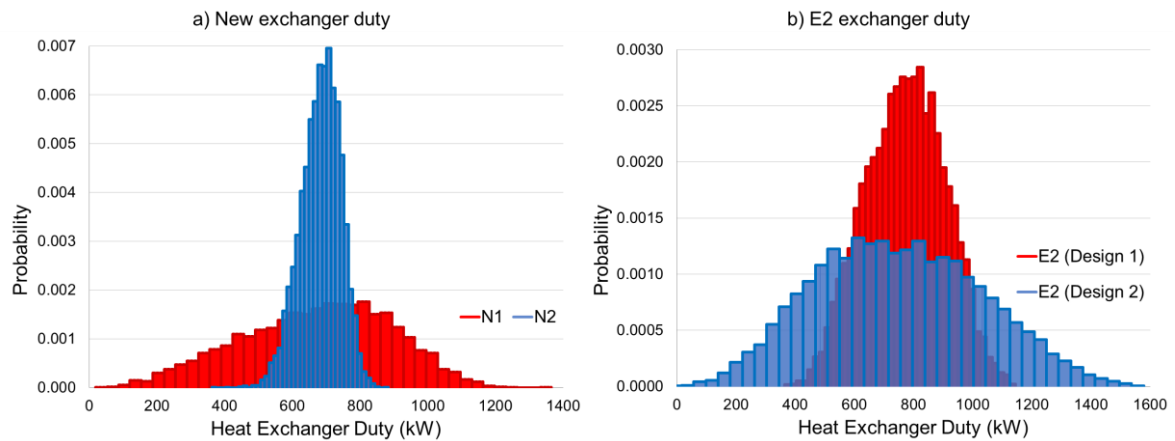 a) New exchanger duty
0.007
0.006
0.005
0.004
0.003
0.002
0.001
0.000
Probability
N1 N2
0 200 400 600 800 1000 1200 1400
Heat Exchanger Duty (kW)
b) E2 exchanger duty
0.0030
0.0025
0.0020
0.0015
0.0010
0.0005
0.0000
Probability
E2 (Design 1)
E2 (Design 2)
0 200 400 600 800 1000 1200 1400 1600
Heat Exchanger Duty (kW)